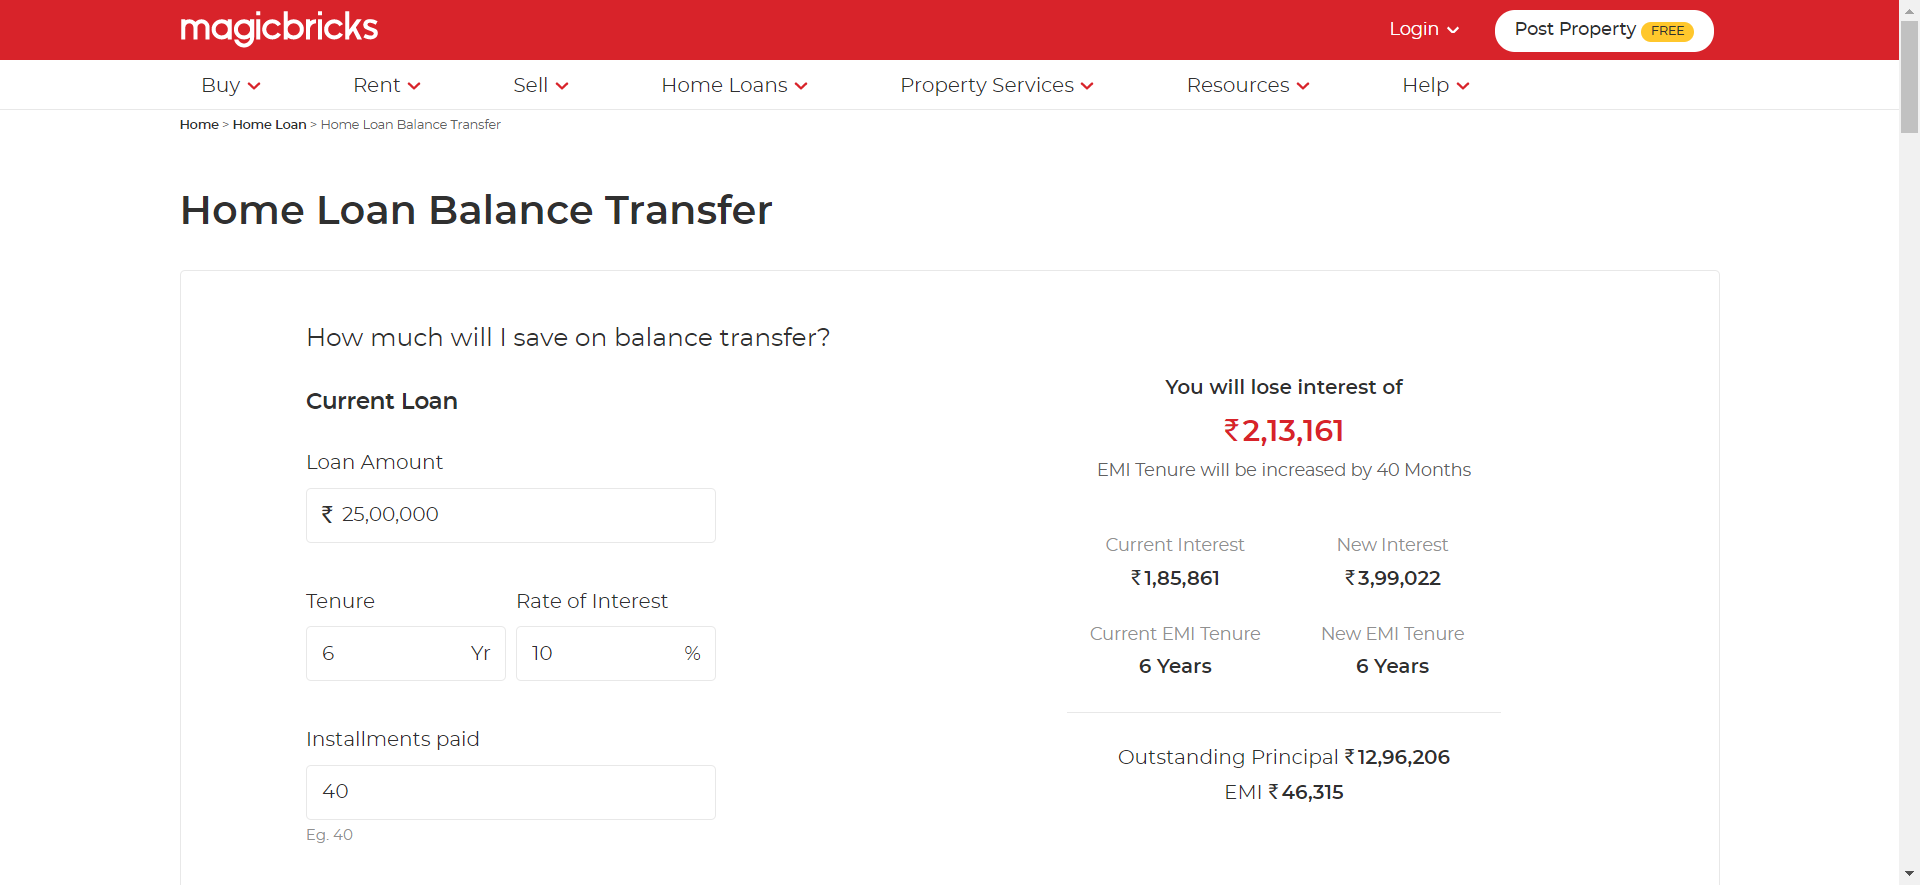 magicbricks
Login
Post Property FREE
Buy Rent Sell Home Loans Property Services Resources Help
Home > Home Loan > Home Loan Balance Transfer
Home Loan Balance Transfer
How much will I save on balance transfer?
Current Loan
Loan Amount
₹ 25,00,000
Tenure Rate of Interest
6 Yr 10 %
Installments paid
40
Eg. 40
You will lose interest of
₹2,13,161
EMI Tenure will be increased by 40 Months
Current Interest New Interest
₹1,85,861 ₹3,99,022
Current EMI Tenure New EMI Tenure
6 Years 6 Years
Outstanding Principal ₹12,96,206
EMI ₹46,315